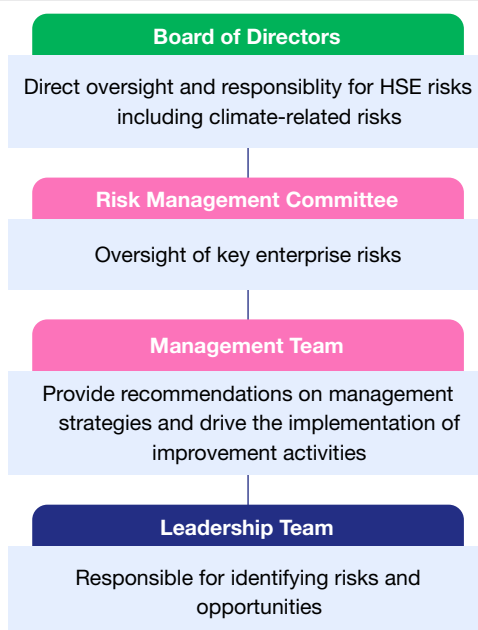 Board of Directors
Direct oversight and responsiblity for HSE risks
including climate-related risks
Risk Management Committee
Oversight of key enterprise risks
Management Team
Provide recommendations on management
strategies and drive the implementation of
improvement activities
Leadership Team
Responsible for identifying risks and
opportunities